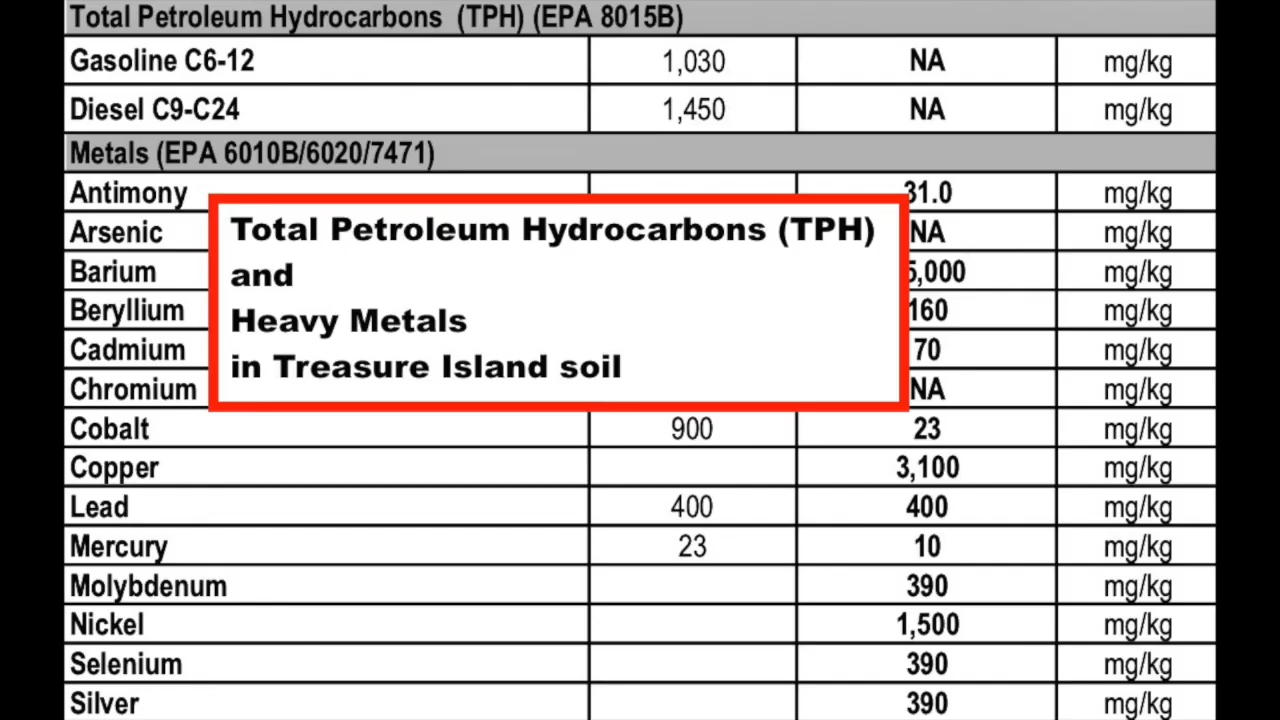 Total Petroleum Hydrocarbons (TPH) (EPA 8015B)
Gasoline C6-12 1,030 NA mg/kg
Diesel C9-C24 1,450 NA mg/kg
Metals (EPA 6010B/6020/7471)
Antimony 31.0 mg/kg
Arsenic NA mg/kg
Barium 5,000 mg/kg
Beryllium 160 mg/kg
Cadmium 70 mg/kg
Chromium NA mg/kg
Total Petroleum Hydrocarbons (TPH)
and
Heavy Metals
in Treasure Island soil
Cobalt 900 23 mg/kg
Copper 3,100 mg/kg
Lead 400 400 mg/kg
Mercury 23 10 mg/kg
Molybdenum 390 mg/kg
Nickel 1,500 mg/kg
Selenium 390 mg/kg
Silver 390 mg/kg